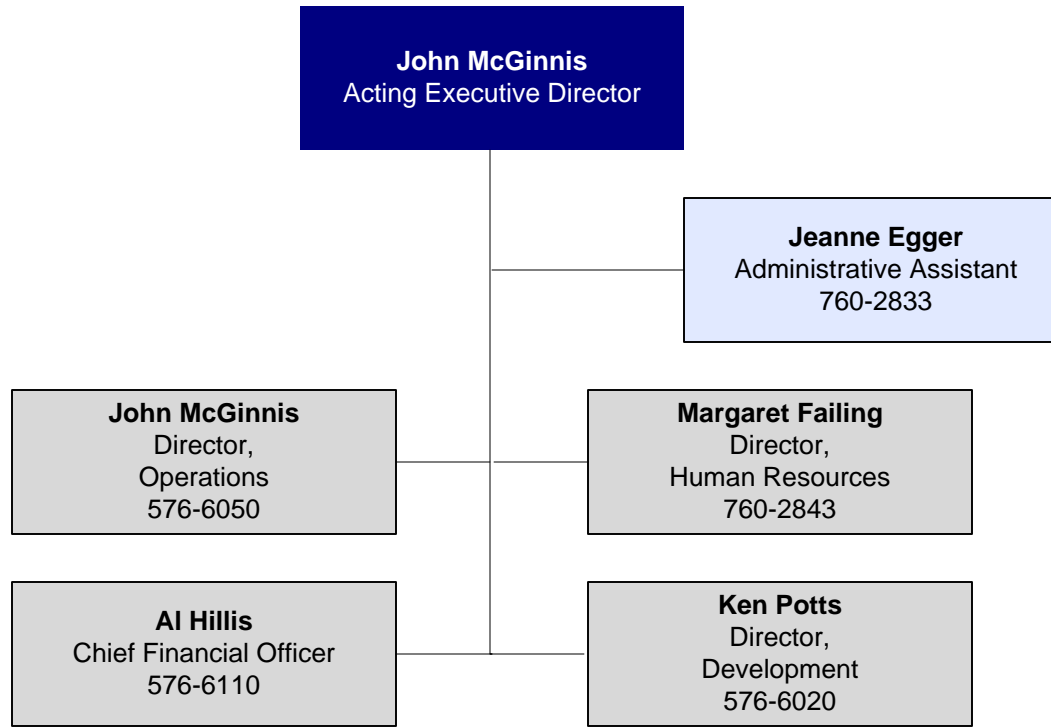 John McGinnis
Acting Executive Director
Jeanne Egger
Administrative Assistant
760-2833
John McGinnis
Director,
Operations
576-6050
Margaret Failing
Director,
Human Resources
760-2843
Al Hillis
Chief Financial Officer
576-6110
Ken Potts
Director,
Development
576-6020